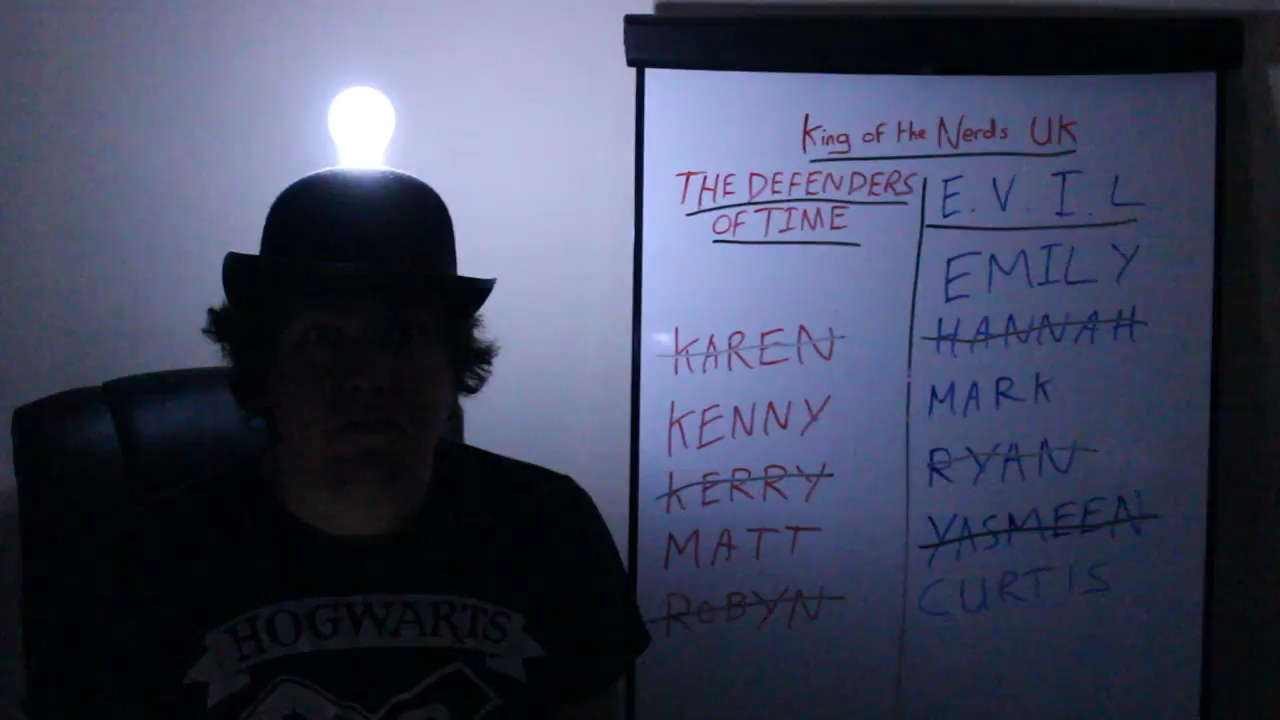 King of the Nerds UK
THE DEFENDERS
OF TIME
KAREN
KENNY
KERRY
MATT
ROBYN
E.V.I.L
EMILY
HANNAH
MARK
RYAN
YASMEEN
CURTIS
HOGWARTS